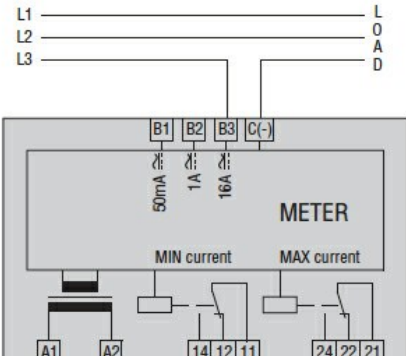 L1 L
L2 O
L3 A
D
B1 B2 B3 C(-)
50mA 1A 16A
METER
MIN current MAX current
A1 A2 14 12 11 24 22 21